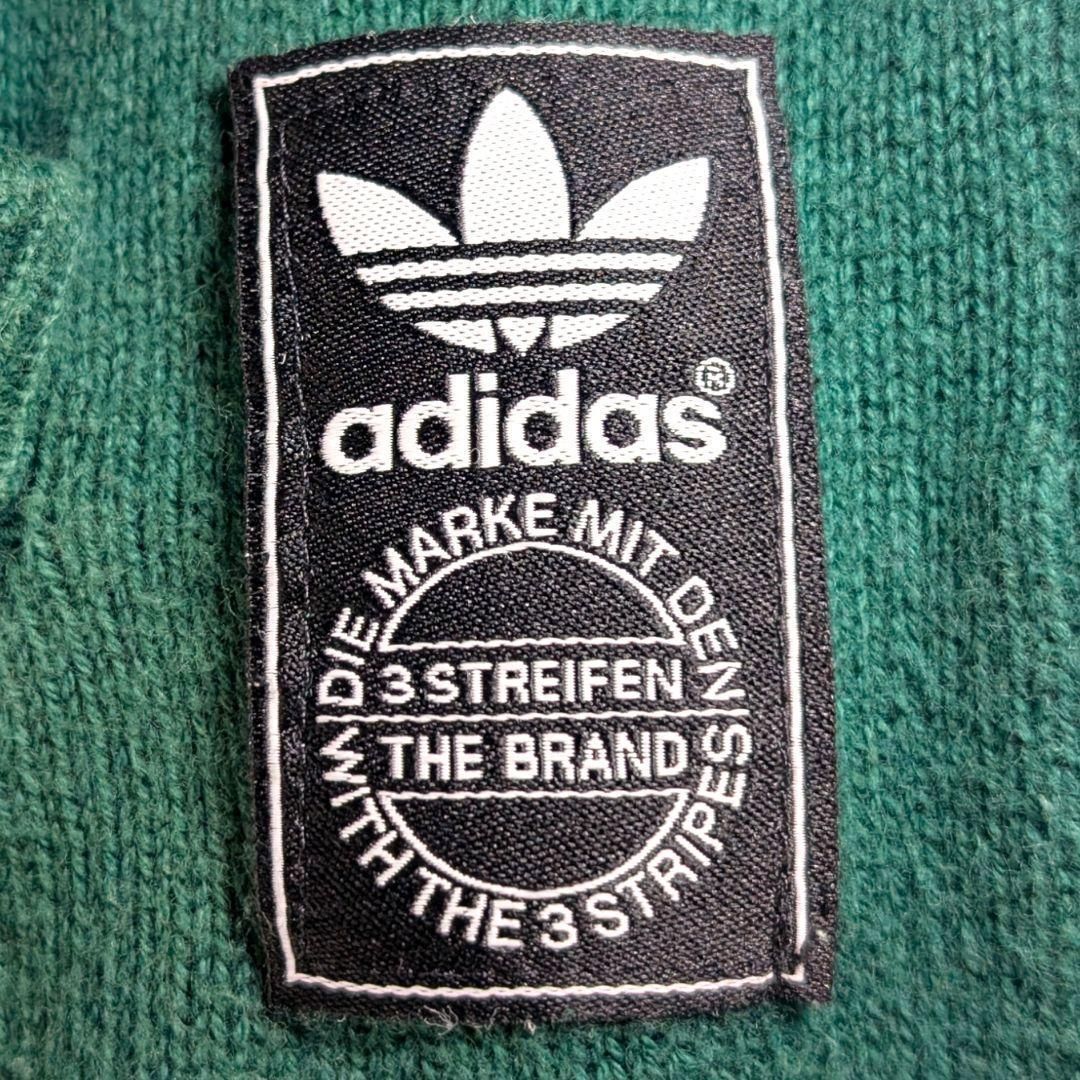 adidas®
DIE MARKE MIT DEN
3 STREIFEN
THE BRAND
WITH THE 3 STRIPES